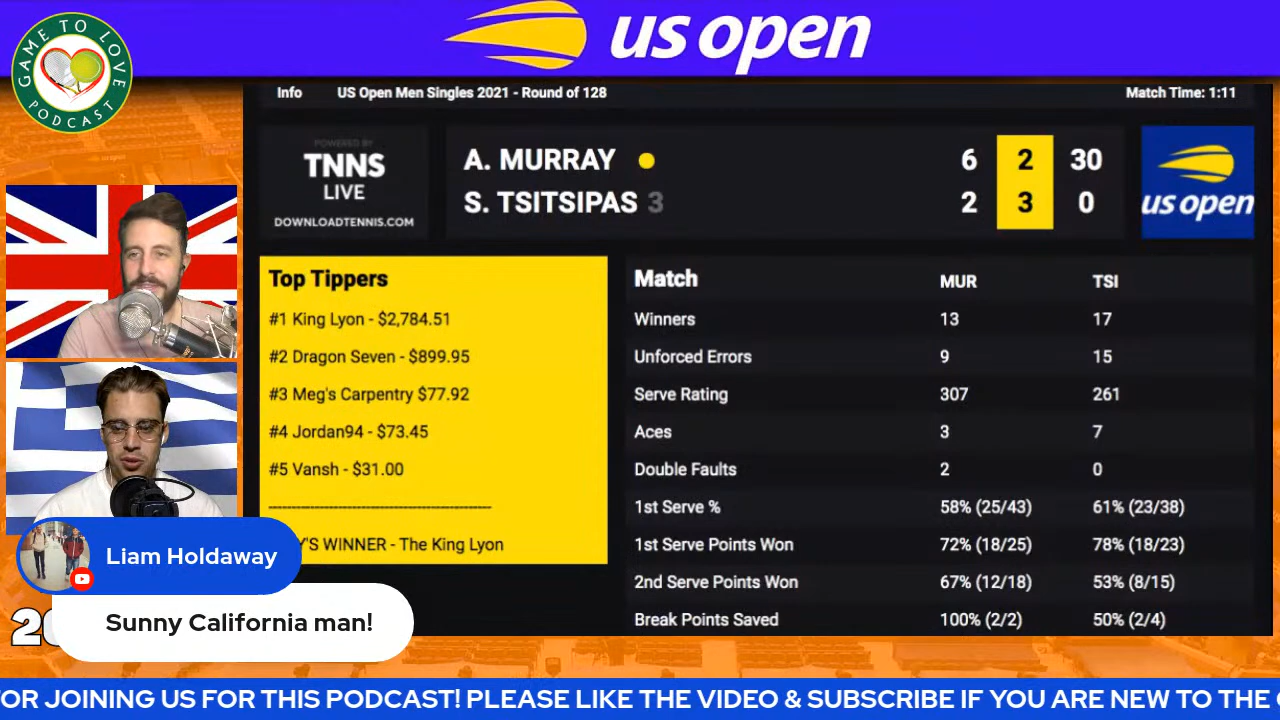 GAME TO LOVE
PODCAST
us open
Info US Open Men Singles 2021 - Round of 128 Match Time: 1:11
POWERED BY
TNNS
LIVE
DOWNLOADTENNIS.COM
A. MURRAY 6 2 30
S. TSITSIPAS 3 2 3 0
us open
Top Tippers
#1 King Lyon - $2,784.51
#2 Dragon Seven - $899.95
#3 Meg's Carpentry $77.92
#4 Jordan94 - $73.45
#5 Vansh - $31.00
Y'S WINNER - The King Lyon
Match MUR TSI
Winners 13 17
Unforced Errors 9 15
Serve Rating 307 261
Aces 3 7
Double Faults 2 0
1st Serve % 58% (25/43) 61% (23/38)
1st Serve Points Won 72% (18/25) 78% (18/23)
2nd Serve Points Won 67% (12/18) 53% (8/15)
Break Points Saved 100% (2/2) 50% (2/4)
Liam Holdaway
Sunny California man!
OR JOINING US FOR THIS PODCAST! PLEASE LIKE THE VIDEO & SUBSCRIBE IF YOU ARE NEW TO THE